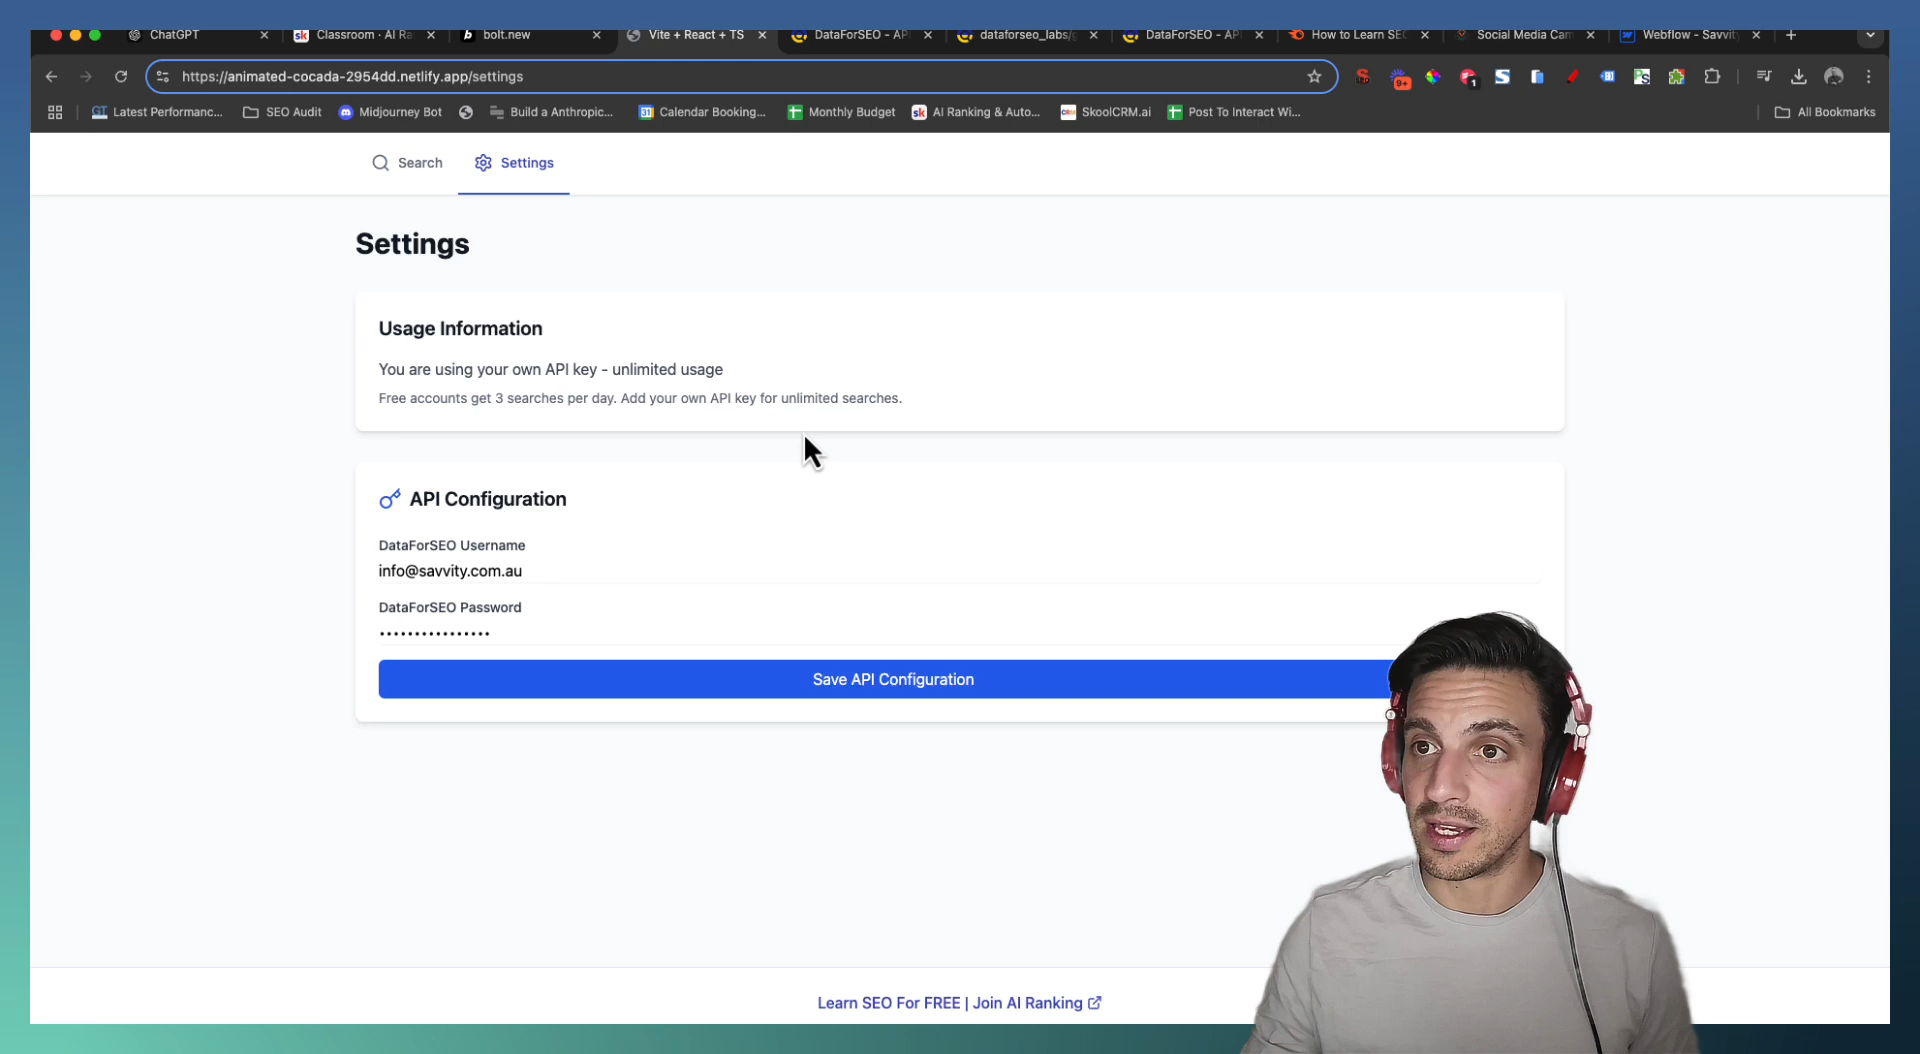 ChatGPT
Classroom - AI Ra
bolt.new
Vite + React + TS
DataForSEO - API
dataforseo_labs/g
DataForSEO - API
How to Learn SEO
Social Media Cam
Webflow - Savvity
https://animated-cocada-2954dd.netlify.app/settings
Latest Performanc...
SEO Audit
Midjourney Bot
Build a Anthropic...
Calendar Booking...
Monthly Budget
AI Ranking & Auto...
SkoolCRM.ai
Post To Interact Wi...
All Bookmarks
Search
Settings
Settings
Usage Information
You are using your own API key - unlimited usage
Free accounts get 3 searches per day. Add your own API key for unlimited searches.
API Configuration
DataForSEO Username
info@savvity.com.au
DataForSEO Password
Save API Configuration
Learn SEO For FREE | Join AI Ranking